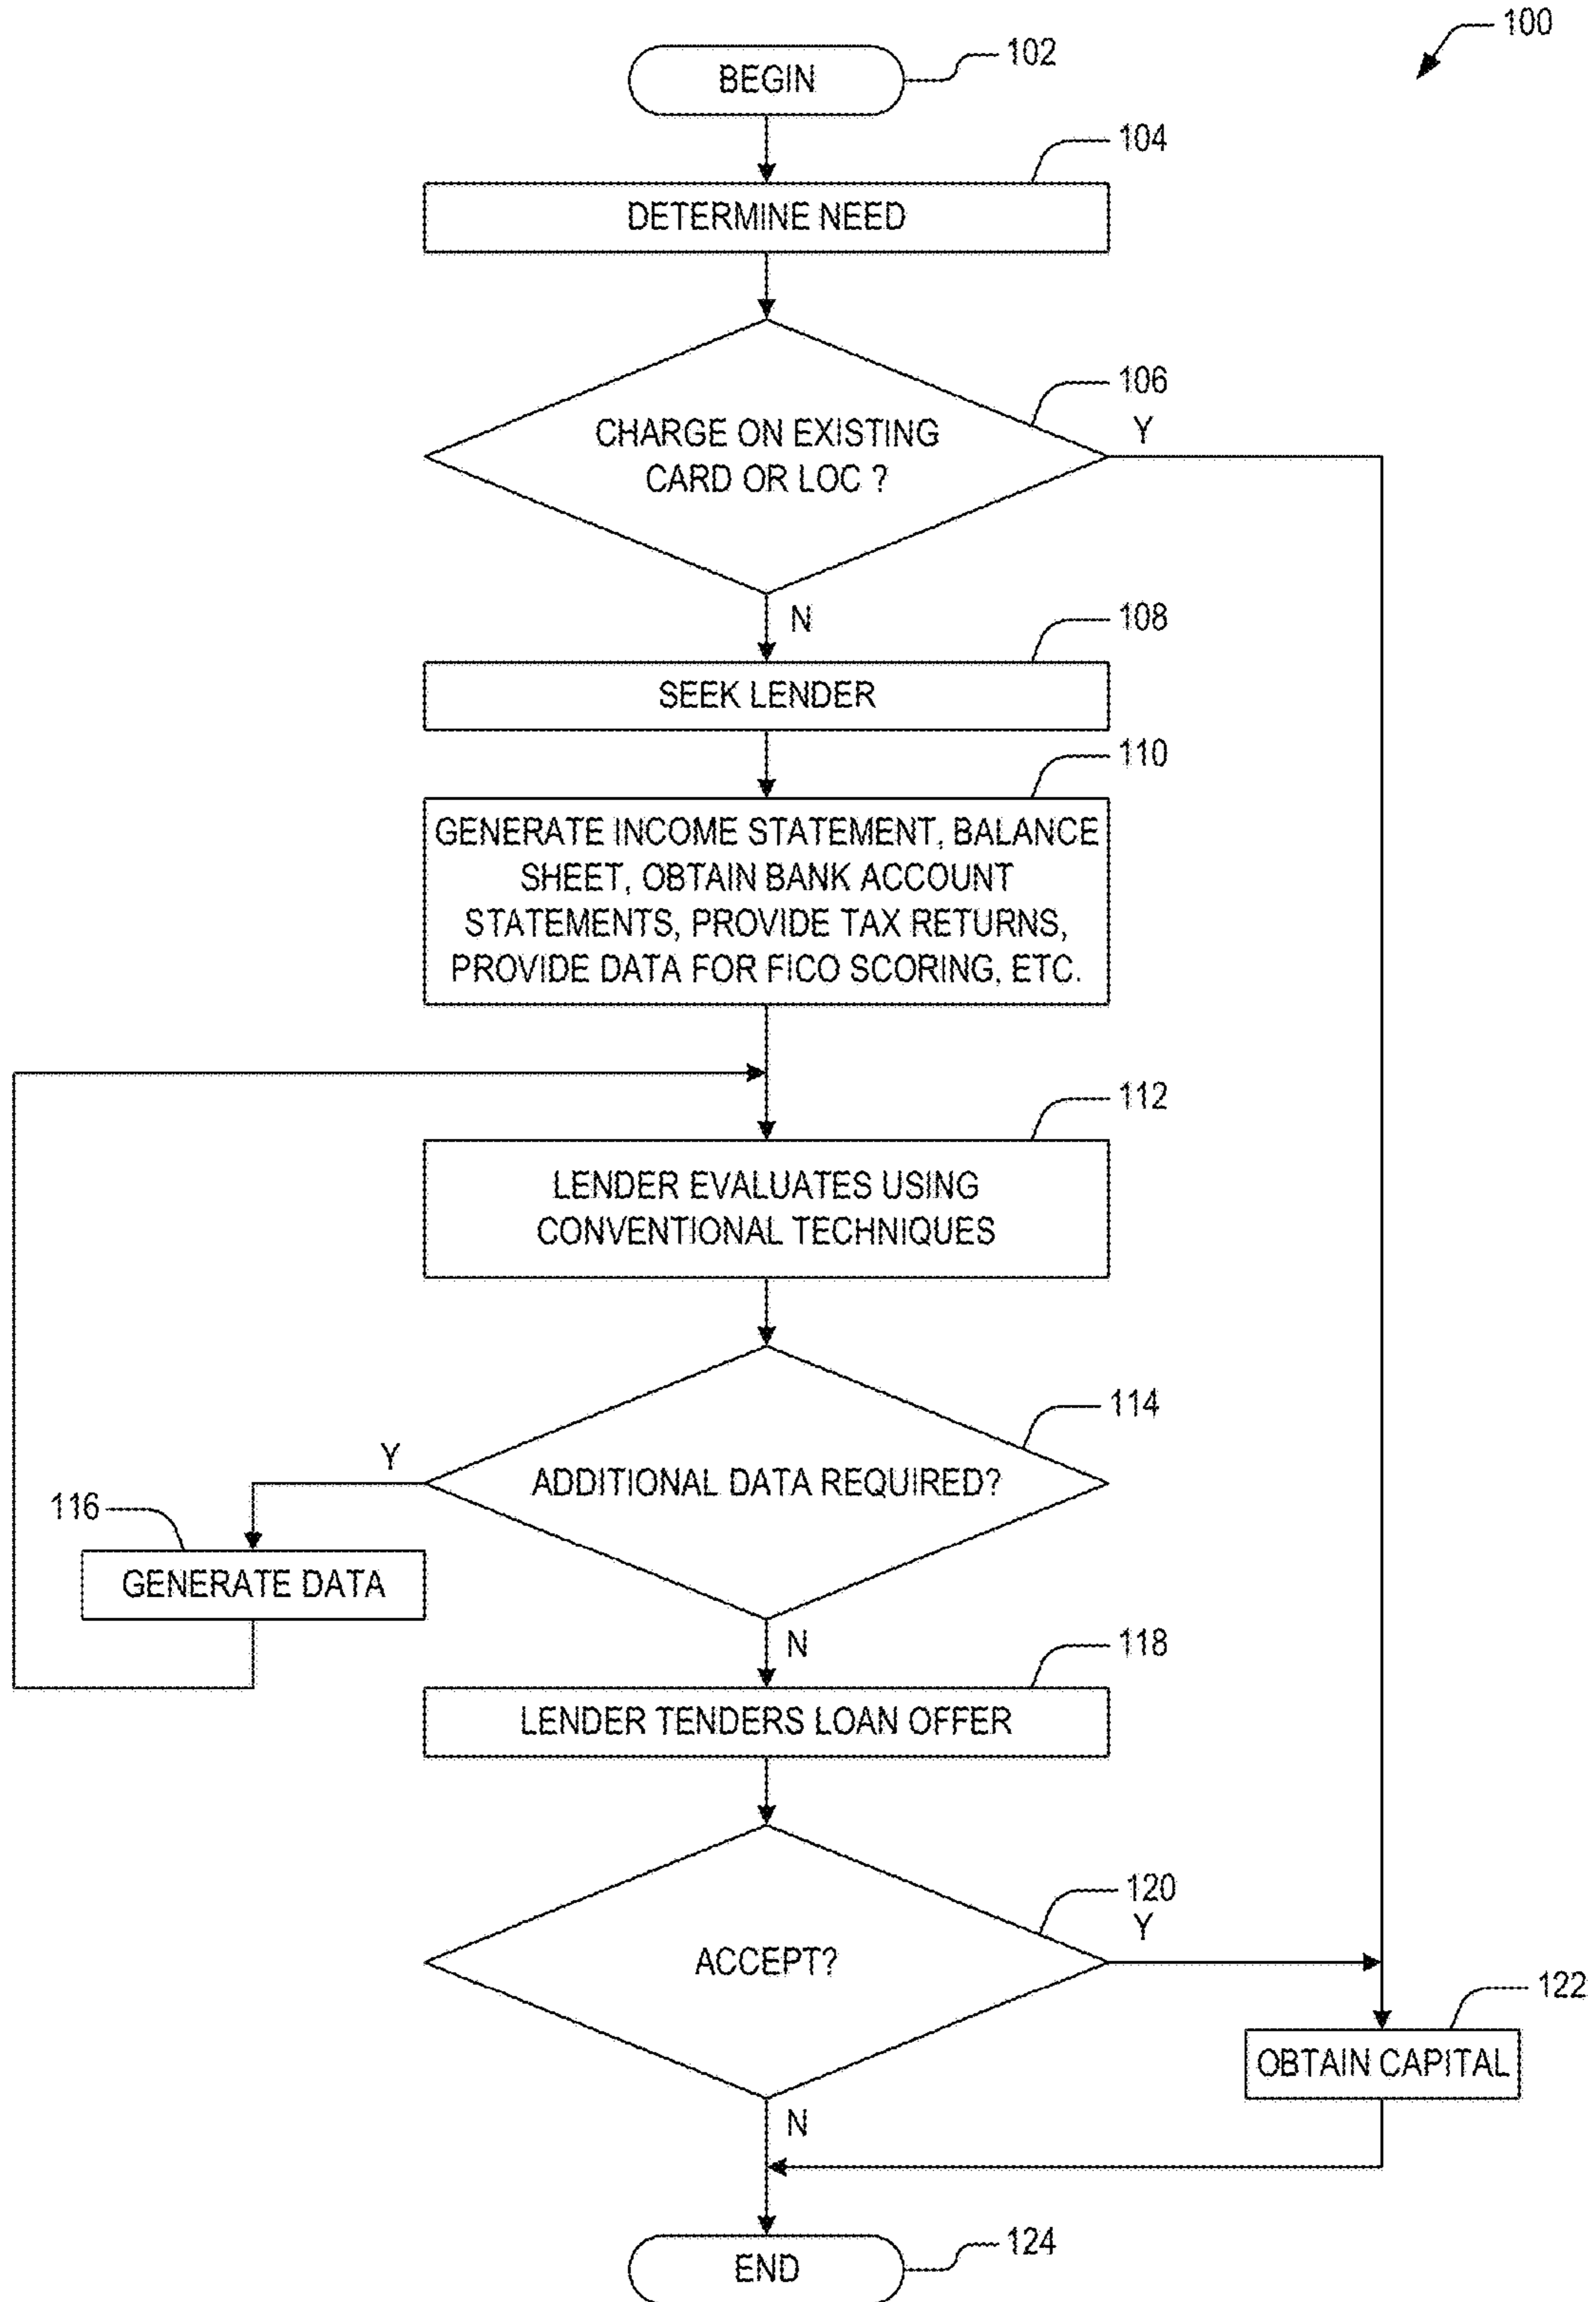 100
BEGIN
102
104
DETERMINE NEED
106
CHARGE ON EXISTING
CARD OR LOC ?
Y
N
108
SEEK LENDER
110
GENERATE INCOME STATEMENT, BALANCE
SHEET, OBTAIN BANK ACCOUNT
STATEMENTS, PROVIDE TAX RETURNS,
PROVIDE DATA FOR FICO SCORING, ETC.
112
LENDER EVALUATES USING
CONVENTIONAL TECHNIQUES
114
Y
ADDITIONAL DATA REQUIRED?
116
GENERATE DATA
N
118
LENDER TENDERS LOAN OFFER
120
Y
ACCEPT?
122
OBTAIN CAPITAL
N
END
124